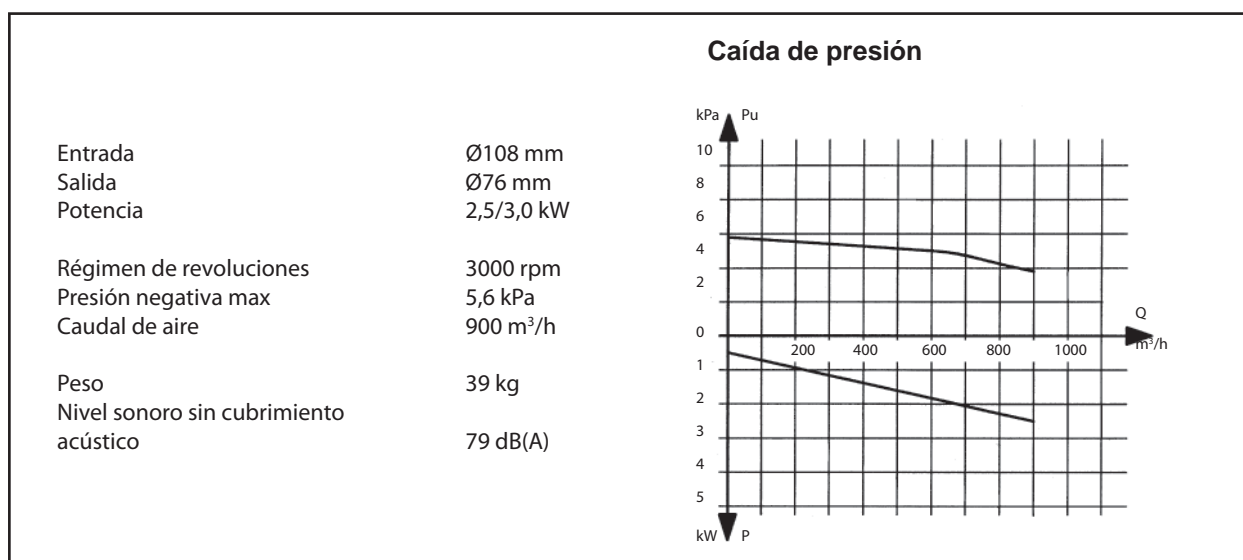 Caída de presión
Entrada Ø108 mm
Salida Ø76 mm
Potencia 2,5/3,0 kW
Régimen de revoluciones 3000 rpm
Presión negativa max 5,6 kPa
Caudal de aire 900 m³/h
Peso 39 kg
Nivel sonoro sin cubrimiento
acústico 79 dB(A)
kPa Pu
10
8
6
4
2
0
Q
m³/h
200 400 600 800 1000
1
2
3
4
5
kW P